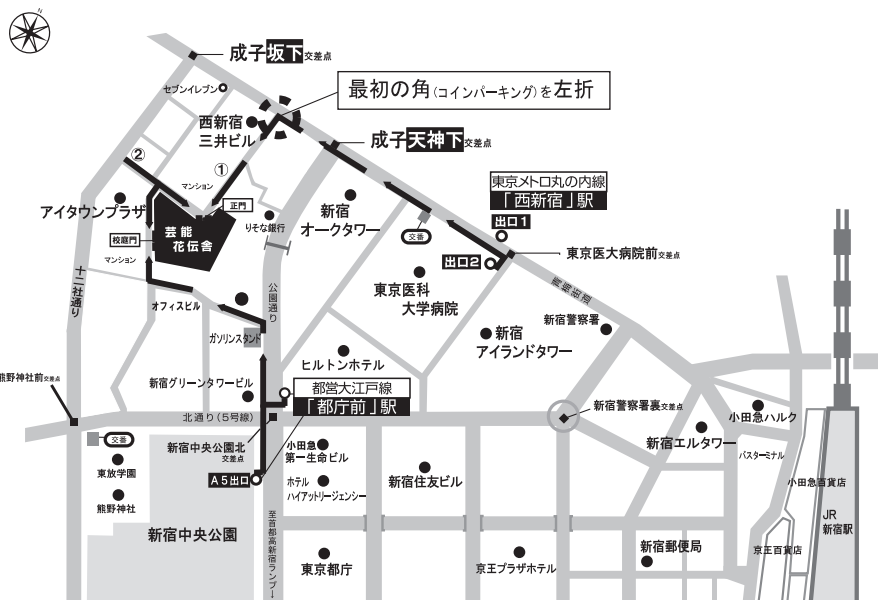 成子坂下交差点
セブンイレブン
最初の角(コインパーキング)を左折
西新宿
三井ビル
成子天神下交差点
②
①
マンション
東京メトロ丸の内線
「西新宿」駅
出口1
出口2
交番
東京医大病院前交差点
アイタウンプラザ
正門
芸能
花伝舎
校庭門
マンション
りそな銀行
新宿
オークタワー
東京医科
大学病院
青梅街道
十二社通り
オフィスビル
公園通り
ガソリンスタンド
新宿
アイランドタワー
新宿警察署
ヒルトンホテル
都営大江戸線
「都庁前」駅
新宿グリーンタワービル
熊野神社前交差点
北通り(5号線)
新宿警察署裏交差点
小田急ハルク
新宿エルタワー
バスターミナル
交番
新宿中央公園北
交差点
小田急
第一生命ビル
東放学園
A5出口
ホテル
ハイアットリージェンシー
新宿住友ビル
小田急百貨店
熊野神社
JR
新宿駅
新宿中央公園
至首都高新宿ランプ→
東京都庁
京王プラザホテル
新宿郵便局
京王百貨店